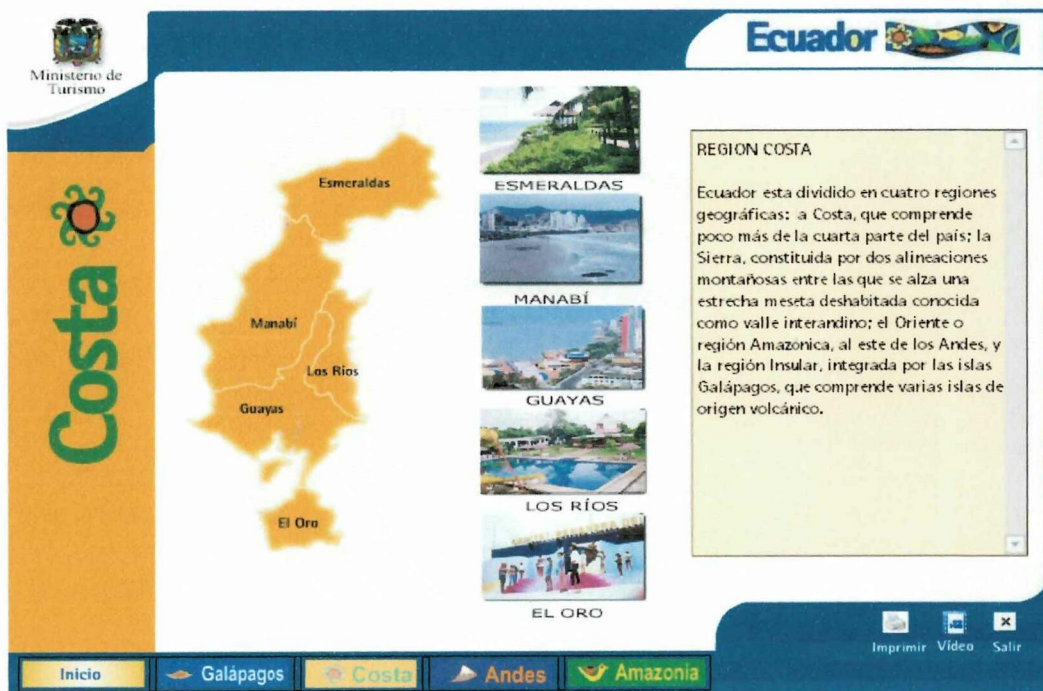 Ministerio de
Turismo
Ecuador
Costa
Esmeraldas
Manabí
Los Rios
Guayas
El Oro
ESMERALDAS
MANABÍ
GUAYAS
LOS RÍOS
EL ORO
REGION COSTA
Ecuador esta dividido en cuatro regiones
geográficas: a Costa, que comprende
poco más de la cuarta parte del país; la
Sierra, constituida por dos alineaciones
montañosas entre las que se alza una
estrecha meseta deshabitada conocida
como valle interandino; el Oriente o
región Amazonica, al este de los Andes, y
la región Insular, integrada por las islas
Galápagos, que comprende varias islas de
origen volcánico.
Imprimir Vídeo Salir
Inicio Galápagos Costa Andes Amazonia